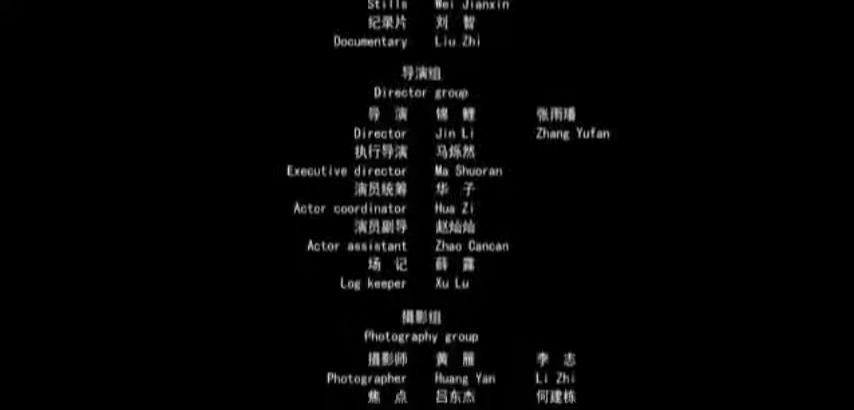 Stills Wei Jianxin
纪录片 刘 智
Documentary Liu Zhi
导演组
Director group
导 演 锦 鲤 张雨璠
Director Jin Li Zhang Yufan
执行导演 马烁然
Executive director Ma Shuoran
演员统筹 华 子
Actor coordinator Hua Zi
演员副导 赵灿灿
Actor assistant Zhao Cancan
场 记 薛 露
Log keeper Xu Lu
摄影组
Photography group
摄影师 黄 雁 李 志
Photographer Huang Yan Li Zhi
焦 点 吕东杰 何建栋